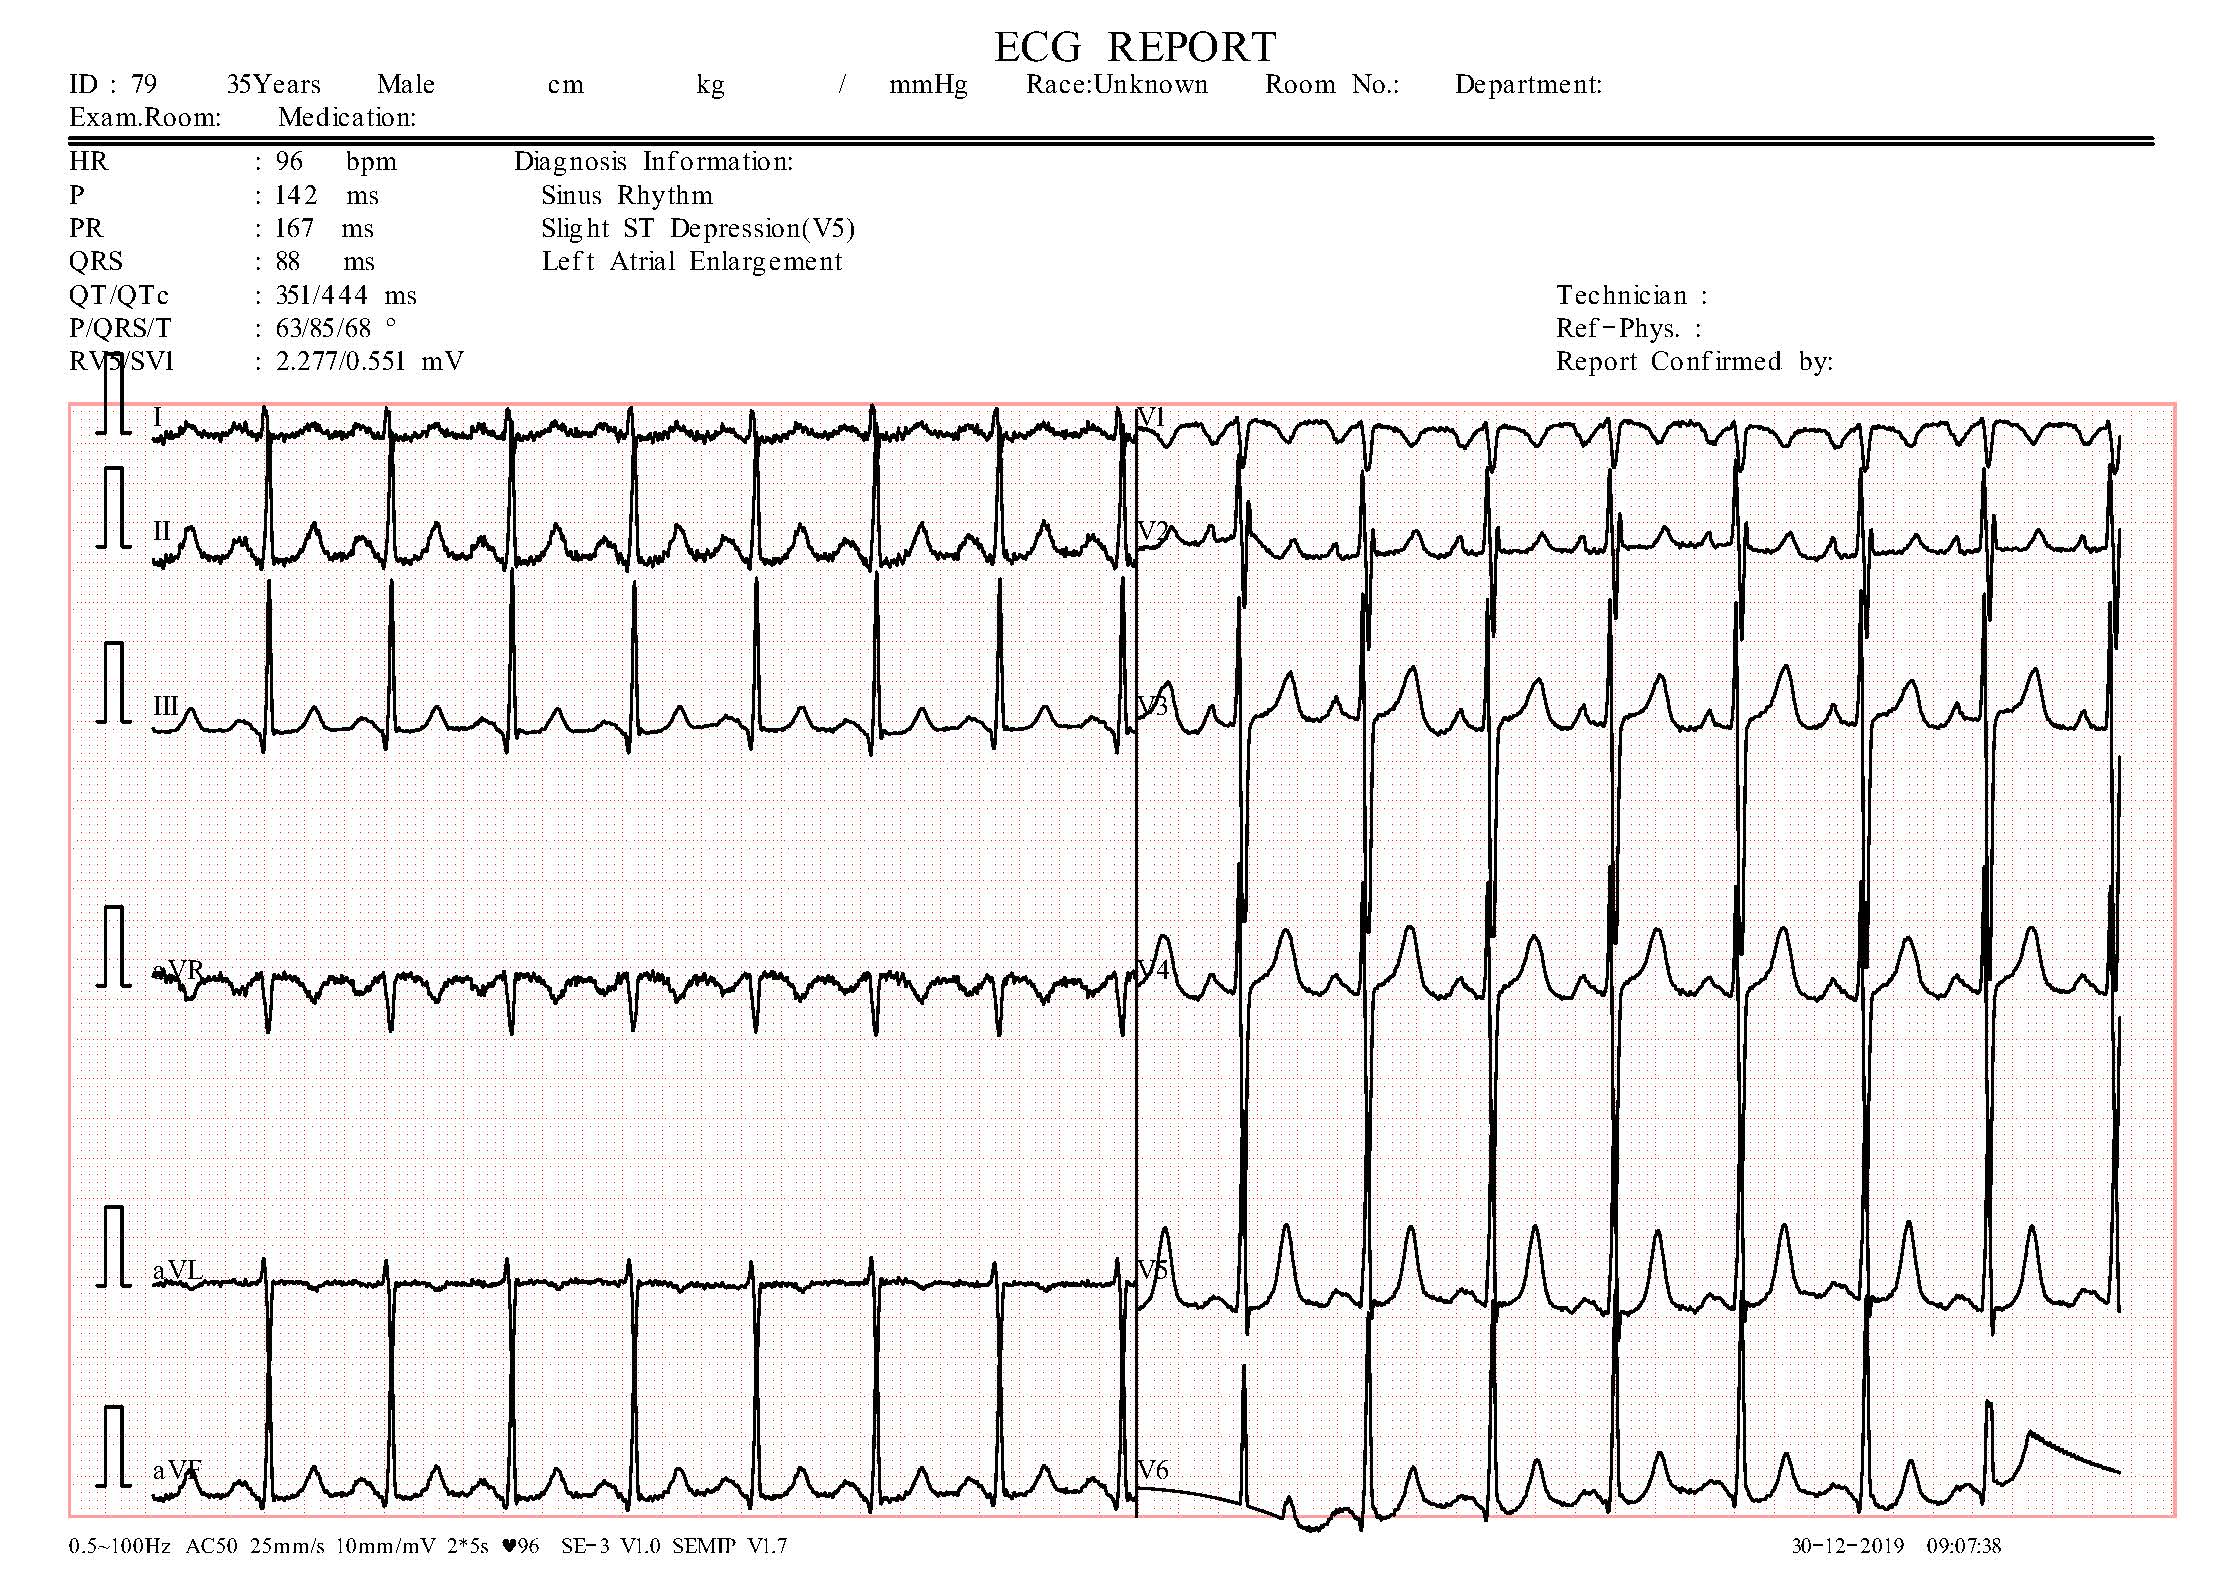 ECG REPORT
ID : 79 35Years Male cm kg / mmHg Race:Unknown Room No.: Department:
Exam.Room: Medication:
HR : 96 bpm Diagnosis Information:
P : 142 ms Sinus Rhythm
PR : 167 ms Slight ST Depression(V5)
QRS : 88 ms Left Atrial Enlargement
QT/QTc : 351/444 ms Technician :
P/QRS/T : 63/85/68 ° Ref-Phys. :
RV5/SV1 : 2.277/0.551 mV Report Confirmed by:
I V1
II V2
III V3
aVR V4
aVL V5
aVF V6
0.5~100Hz AC50 25mm/s 10mm/mV 2*5s ♥96 SE-3 V1.0 SEMIP V1.7 30-12-2019 09:07:38